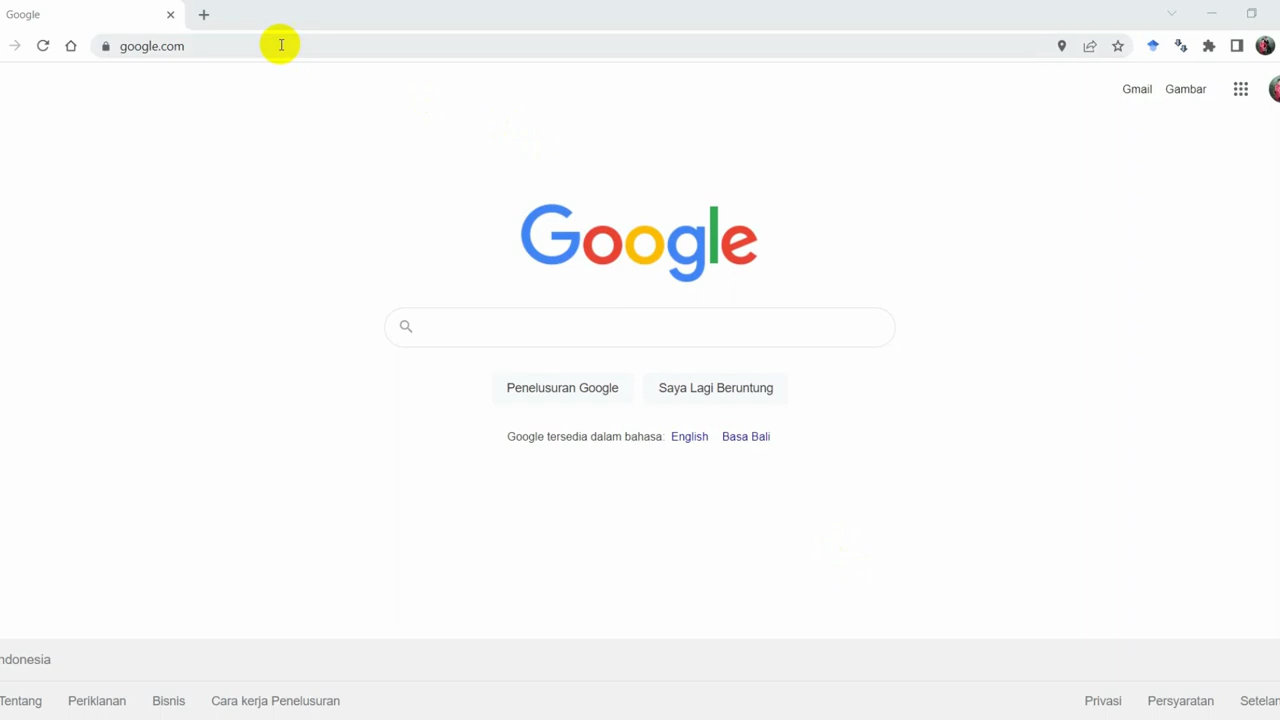 Google
google.com
Gmail Gambar
Google
Penelusuran Google Saya Lagi Beruntung
Google tersedia dalam bahasa: English Basa Bali
ndonesia
Tentang Periklanan Bisnis Cara kerja Penelusuran Privasi Persyaratan Setelan